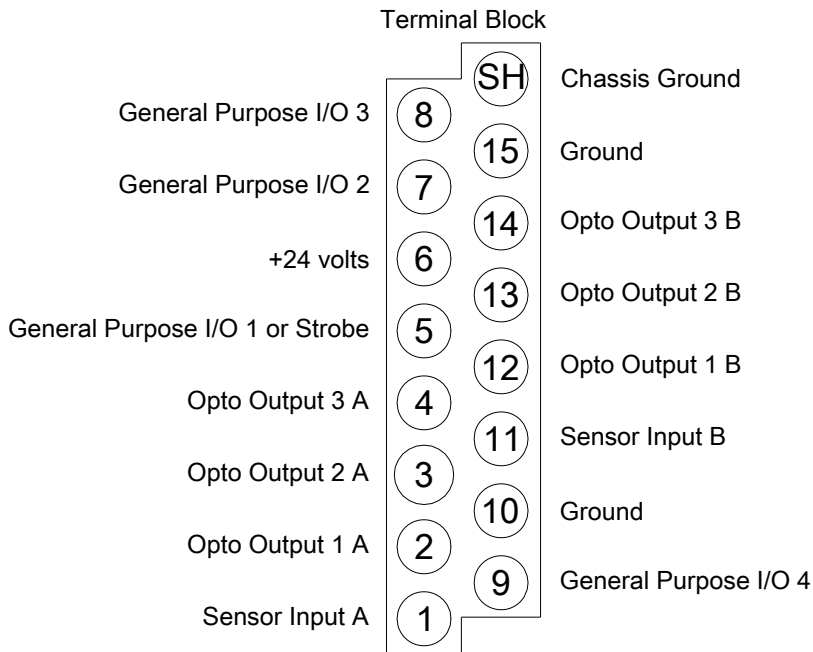 Terminal Block
SH Chassis Ground
General Purpose I/O 3 8
15 Ground
General Purpose I/O 2 7
14 Opto Output 3 B
+24 volts 6
13 Opto Output 2 B
General Purpose I/O 1 or Strobe 5
12 Opto Output 1 B
Opto Output 3 A 4
11 Sensor Input B
Opto Output 2 A 3
10 Ground
Opto Output 1 A 2
9 General Purpose I/O 4
Sensor Input A 1